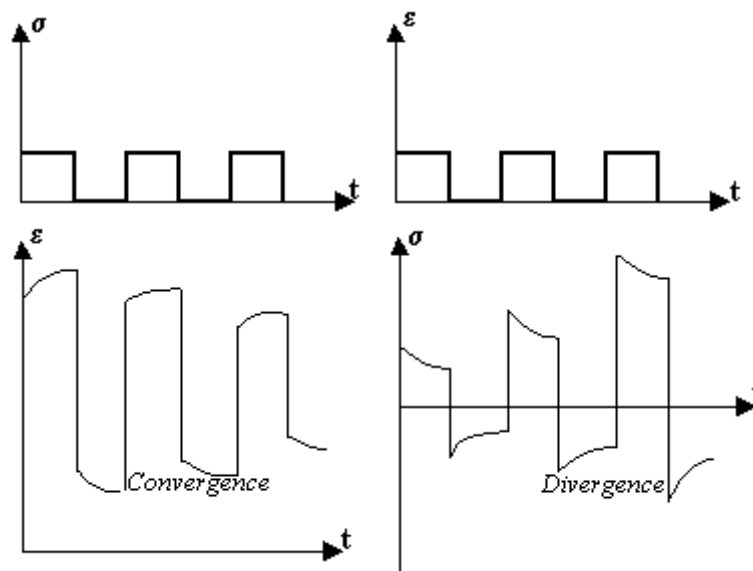 σ
ε
t
t
ε
σ
Convergence
Divergence
t